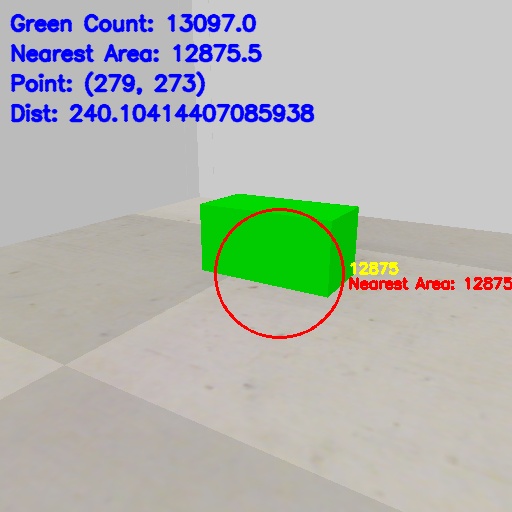 Green Count: 13097.0
Nearest Area: 12875.5
Point: (279, 273)
Dist: 240.10414407085938
12875
Nearest Area: 12875